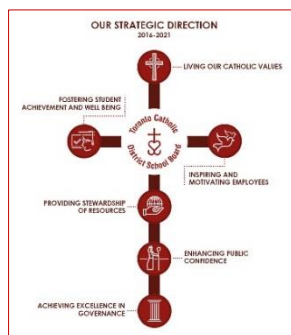 OUR STRATEGIC DIRECTION
2016-2021
LIVING OUR CATHOLIC VALUES
FOSTERING STUDENT
ACHIEVEMENT AND WELL BEING
Toronto Catholic
District School Board
INSPIRING AND
MOTIVATING EMPLOYEES
PROVIDING STEWARDSHIP
OF RESOURCES
ENHANCING PUBLIC
CONFIDENCE
ACHIEVING EXCELLENCE IN
GOVERNANCE